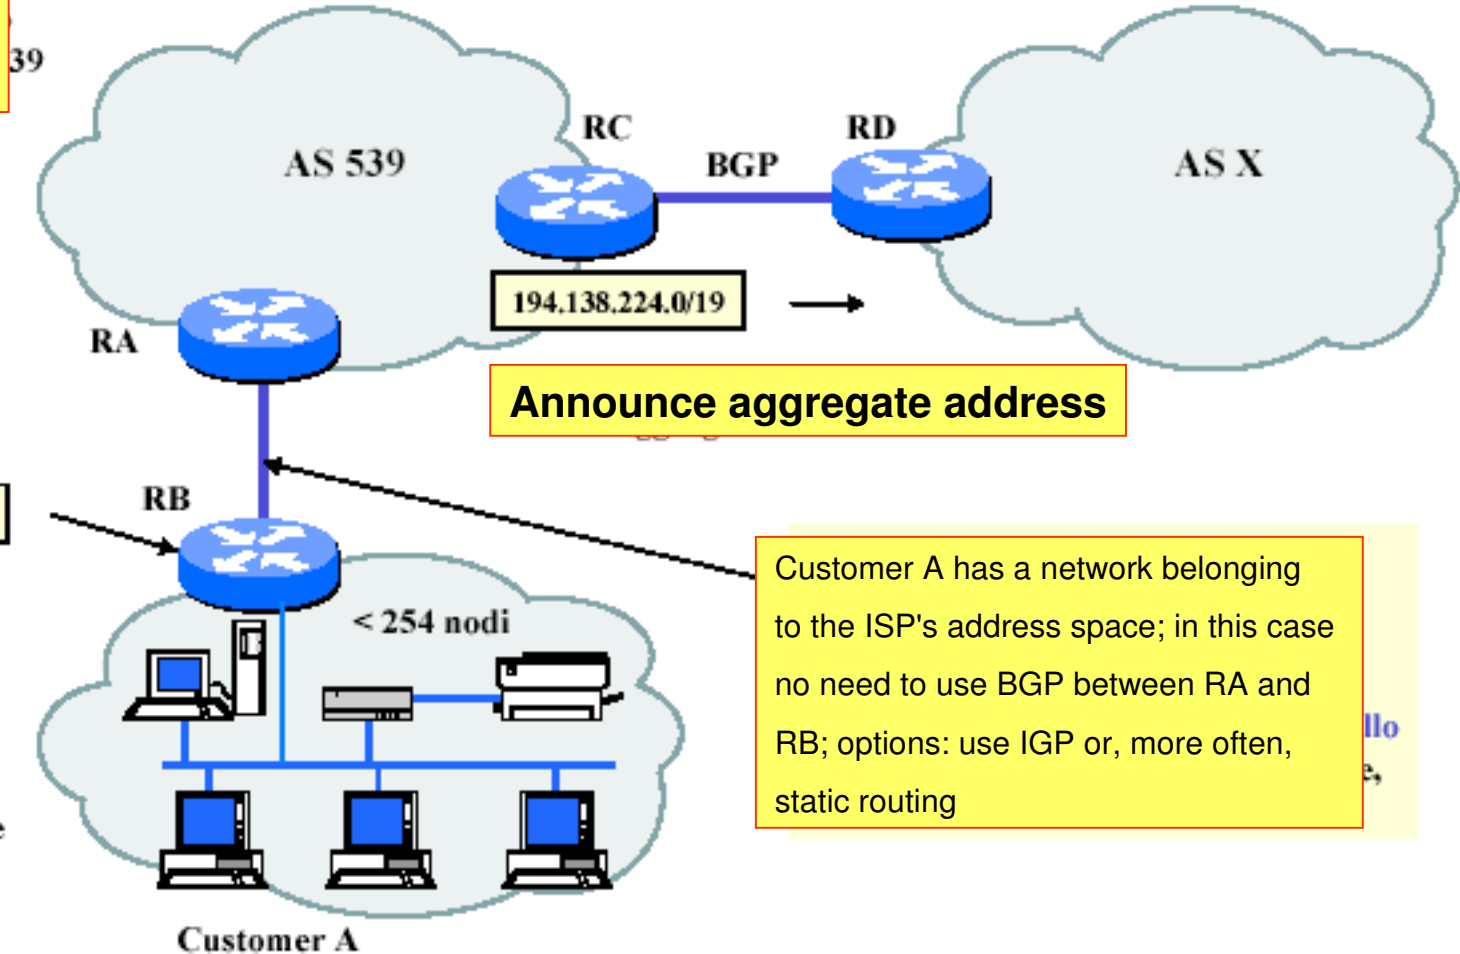 39
AS 539
RC
BGP
RD
AS X
194.138.224.0/19
RA
Announce aggregate address
RB
< 254 nodi
Customer A has a network belonging
to the ISP's address space; in this case
no need to use BGP between RA and
RB; options: use IGP or, more often,
static routing
llo
e,
e
Customer A